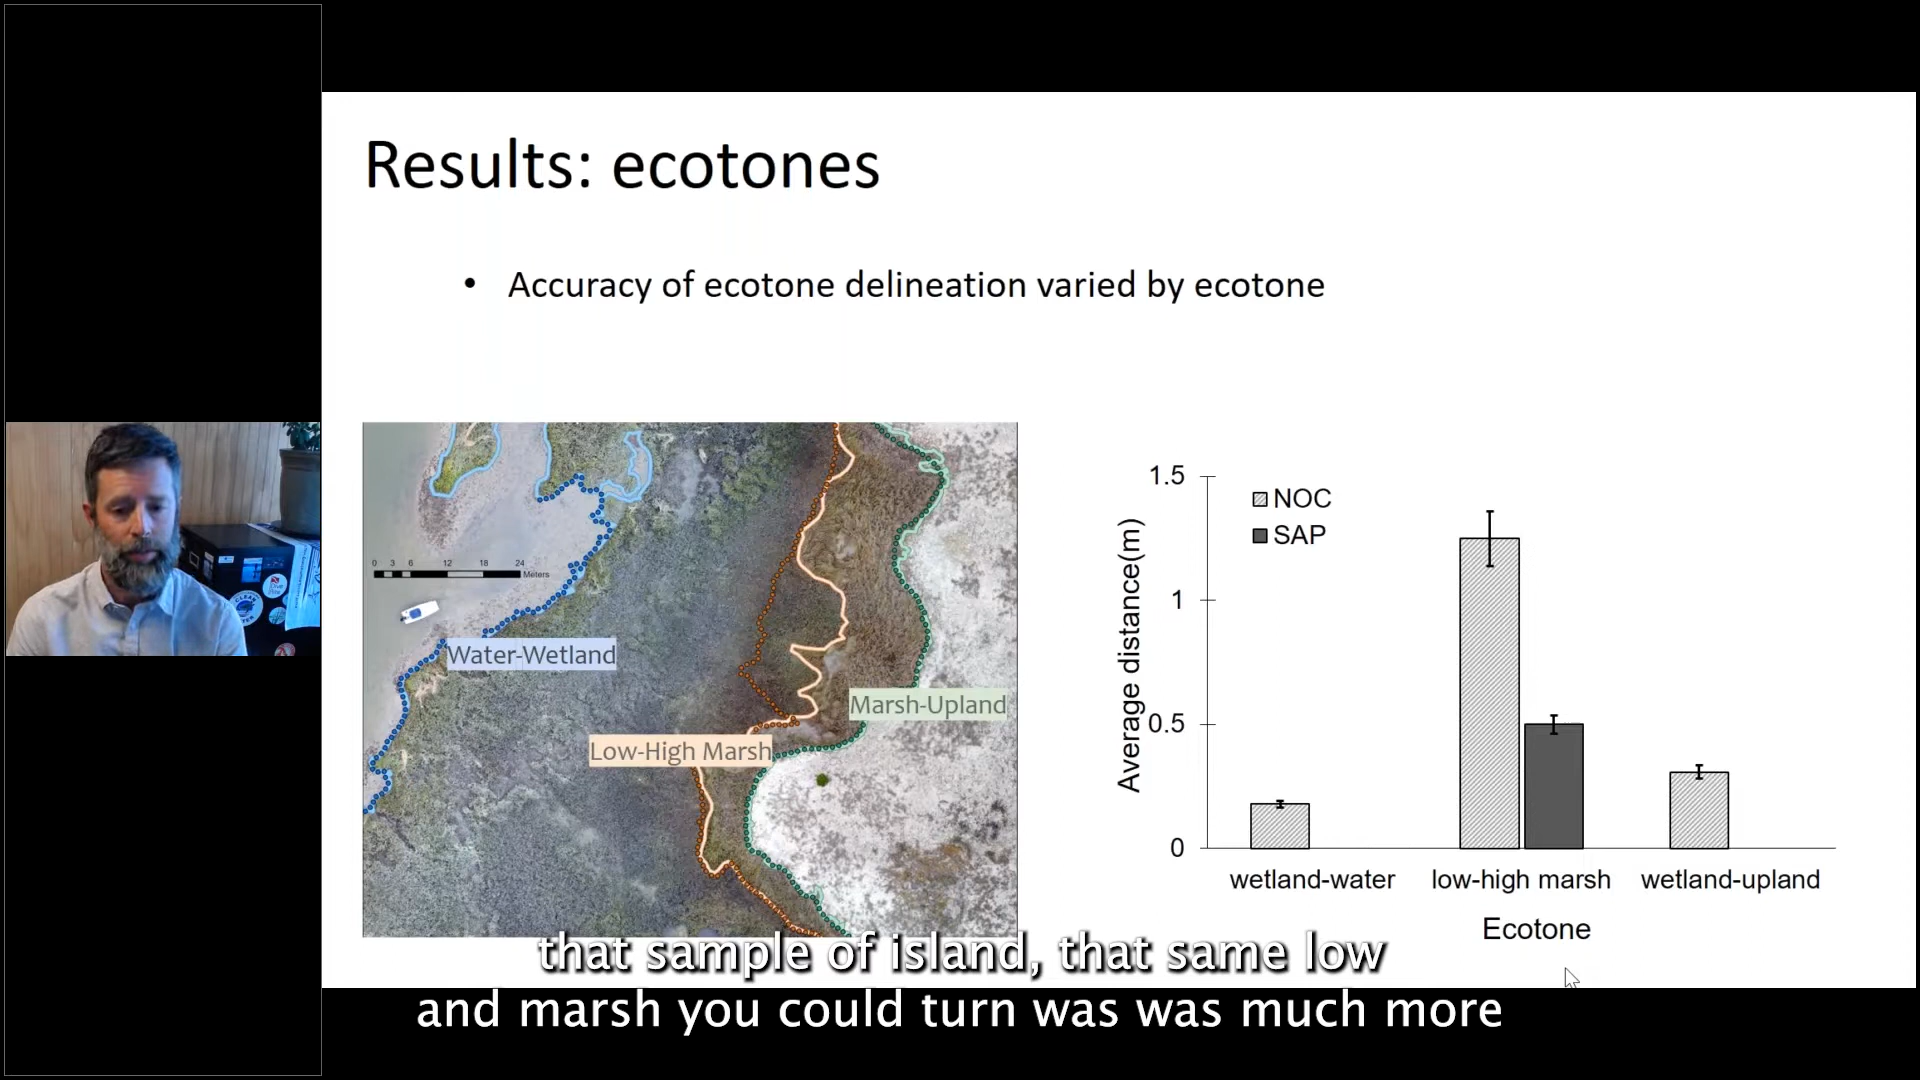 Results: ecotones
• Accuracy of ecotone delineation varied by ecotone
0 3 6 12 18 24
Meters
Water-Wetland
Marsh-Upland
Low-High Marsh
1.5
1
0.5
0
Average distance(m)
NOC
SAP
wetland-water low-high marsh wetland-upland
Ecotone
that sample of island, that same low
and marsh you could turn was was much more